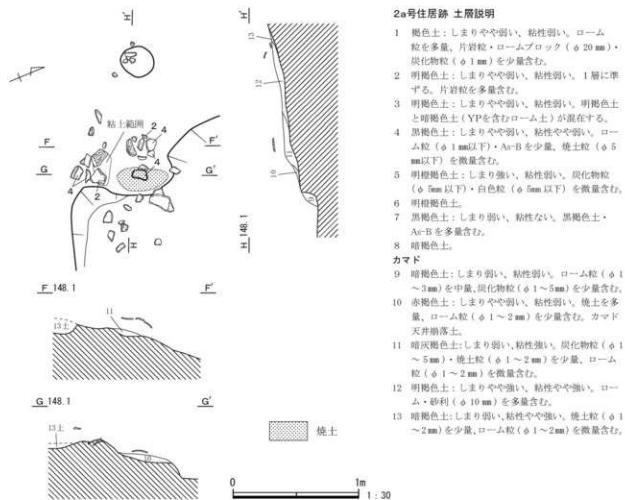 H'
粘土範囲
2
4
4
F
F'
G
G'
4
2
H
F 148.1
F'
13土
11
G 148.1
G'
13土
10
H'
13
12
11
10
9
H 148.1
焼土
0
1m
1:30
2a号住居跡 土層説明
1 褐色土：しまりやや弱い、粘性弱い。ローム
粒を多量、片岩粒・ロームブロック(φ20㎜)・
炭化物粒(φ1㎜)を少量含む。
2 明褐色土：しまりやや弱い、粘性弱い。1層に準
ずる。片岩粒を多量含む。
3 明褐色土：しまりやや弱い、粘性弱い。明褐色土
と暗褐色土(YPを含むローム土)が混在する。
4 黒褐色土：しまりやや弱い、粘性やや弱い。ロー
ム粒(φ1㎜以下)・As-Bを少量、焼土粒(φ5
㎜以下)を微量含む。
5 明橙褐色土：しまり強い、粘性弱い。炭化物粒
(φ5㎜以下)・白色粒(φ5㎜以下)を微量含む。
6 明橙褐色土。
7 黒褐色土：しまり弱い、粘性ない。黒褐色土・
As-Bを多量含む。
8 暗褐色土。
カマド
9 暗褐色土：しまり弱い、粘性弱い。ローム粒(φ1
～3㎜)を中量、炭化物粒(φ1～5㎜)を少量含む。
10 赤褐色土：しまりやや弱い、粘性弱い。焼土を多
量、ローム粒(φ1～2㎜)を少量含む。カマド
天井崩落土。
11 暗灰褐色土：しまり弱い、粘性強い。炭化物粒(φ1
～5㎜)・焼土粒(φ1～2㎜)を少量、ローム
粒(φ1～2㎜)を微量含む。
12 明褐色土：しまりやや強い、粘性やや強い。ロー
ム・砂利(φ10㎜)を多量含む。
13 暗褐色土：しまり弱い、粘性やや強い。焼土粒(φ1
～2㎜)を少量、ローム粒(φ1～2㎜)を微量含む。